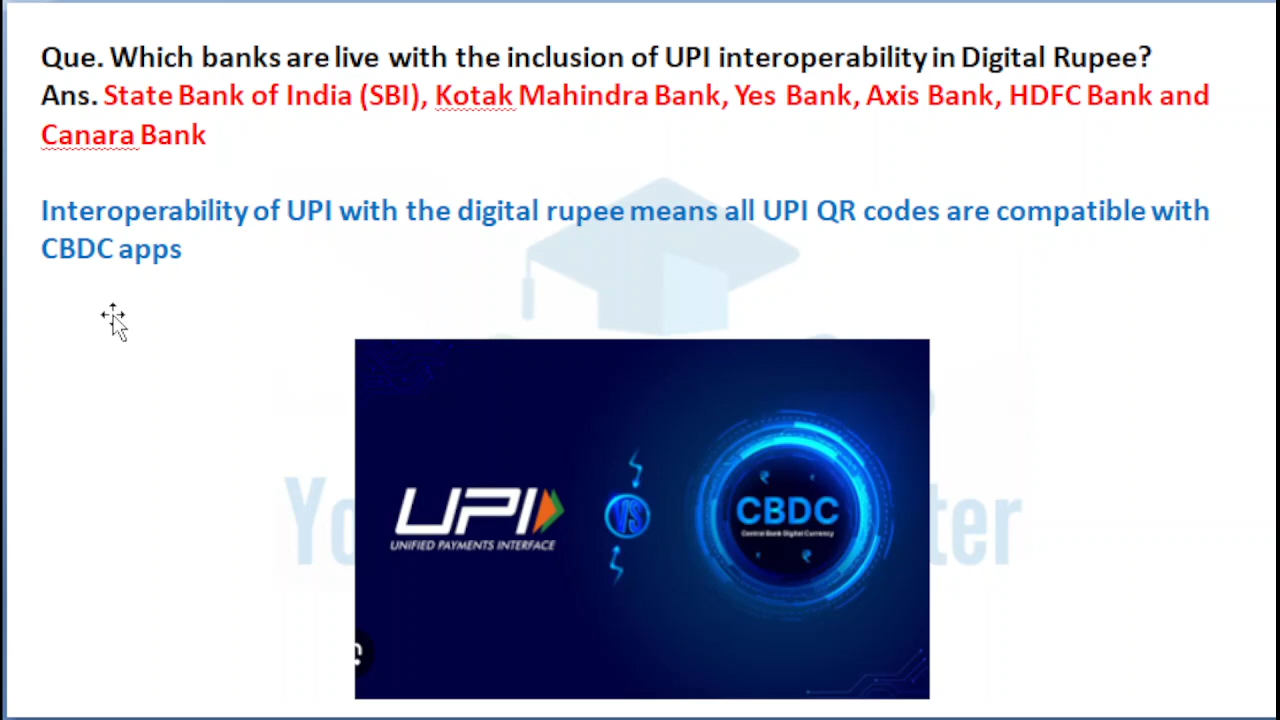 Que. Which banks are live with the inclusion of UPI interoperability in Digital Rupee?
Ans. State Bank of India (SBI), Kotak Mahindra Bank, Yes Bank, Axis Bank, HDFC Bank and
Canara Bank
Interoperability of UPI with the digital rupee means all UPI QR codes are compatible with
CBDC apps
UPI
UNIFIED PAYMENTS INTERFACE
VS
CBDC
Central Bank Digital Currency